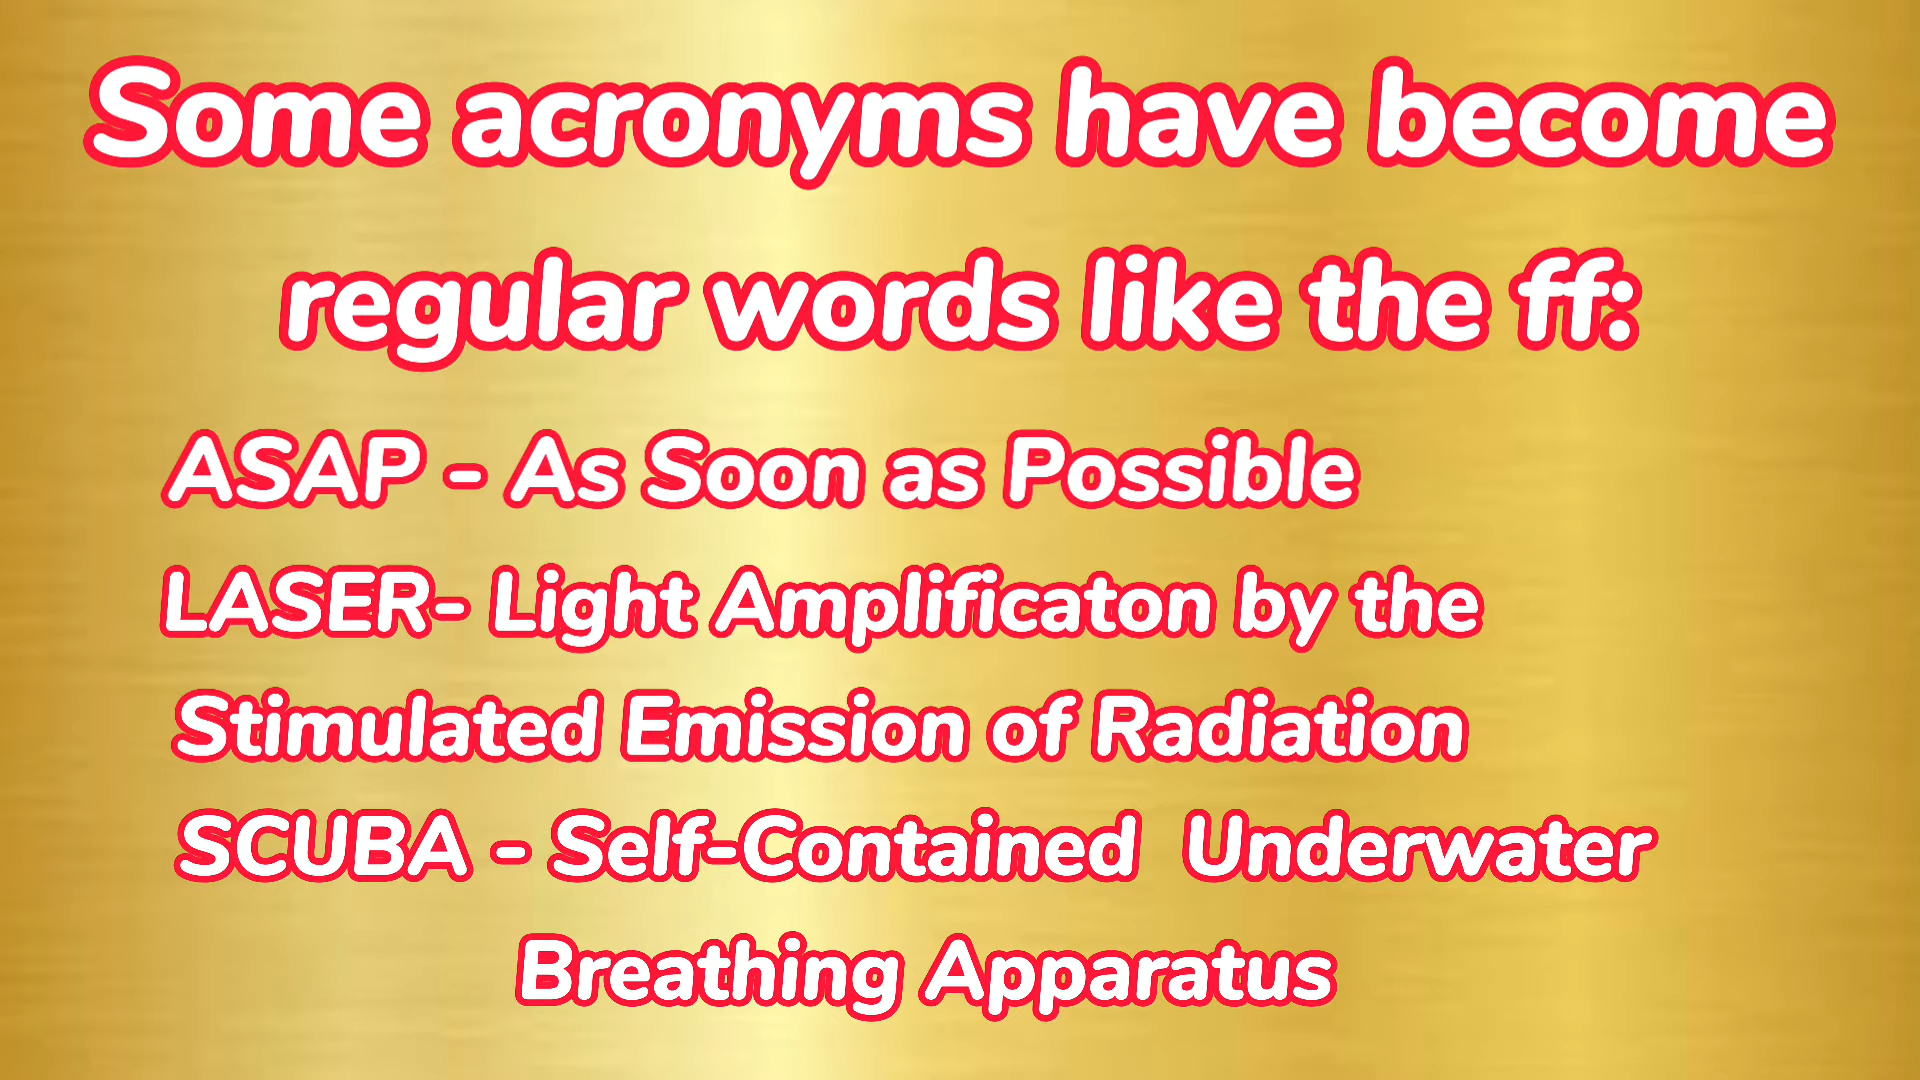 Some acronyms have become
regular words like the ff:
ASAP - As Soon as Possible
LASER- Light Amplificaton by the
Stimulated Emission of Radiation
SCUBA - Self-Contained  Underwater
Breathing Apparatus